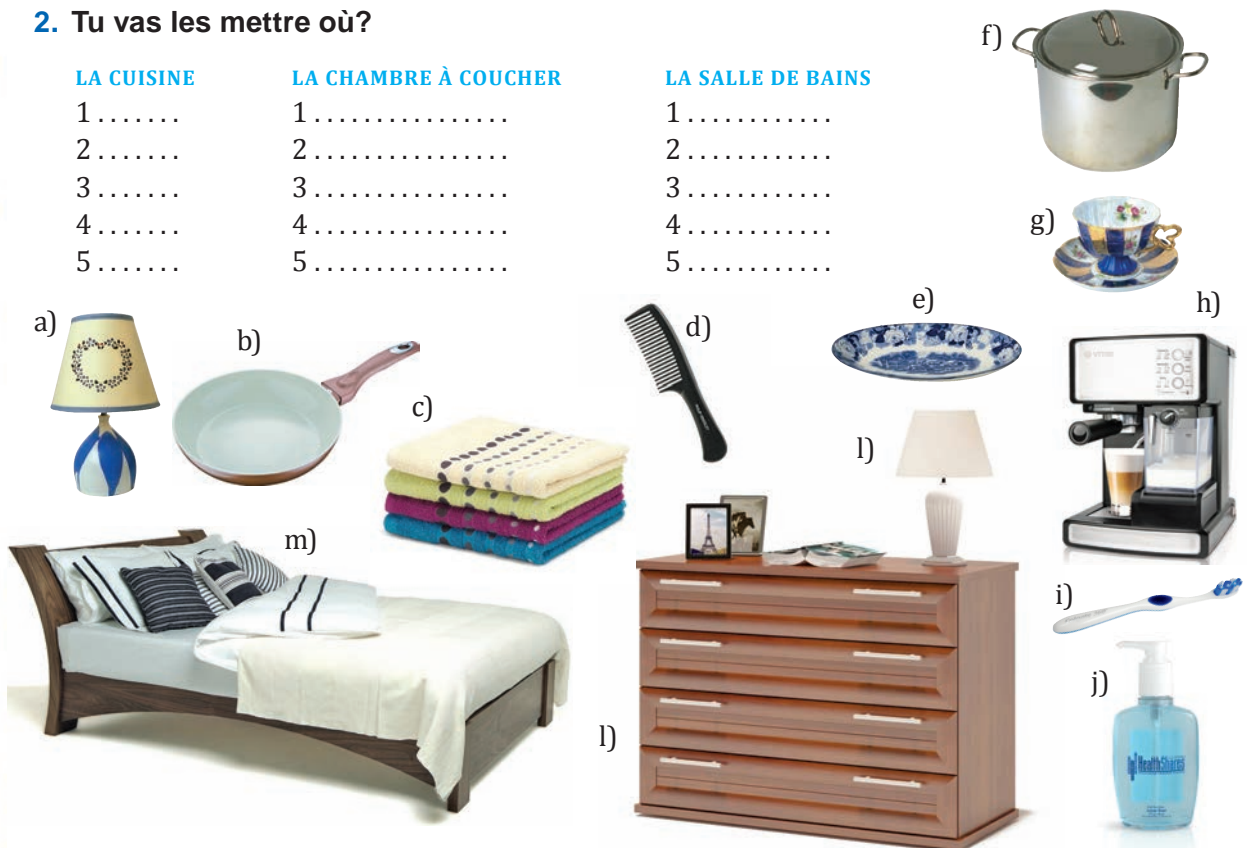 2. Tu vas les mettre où?
LA CUISINE LA CHAMBRE À COUCHER LA SALLE DE BAINS
1 . . . . . . . 1 . . . . . . . . . . . . . . . . 1 . . . . . . . . . . . .
2 . . . . . . . 2 . . . . . . . . . . . . . . . . 2 . . . . . . . . . . . .
3 . . . . . . . 3 . . . . . . . . . . . . . . . . 3 . . . . . . . . . . . .
4 . . . . . . . 4 . . . . . . . . . . . . . . . . 4 . . . . . . . . . . . .
5 . . . . . . . 5 . . . . . . . . . . . . . . . . 5 . . . . . . . . . . . .
f)
g)
h)
a)
b)
c)
d)
e)
l)
m)
i)
j)
l)
HealthShares